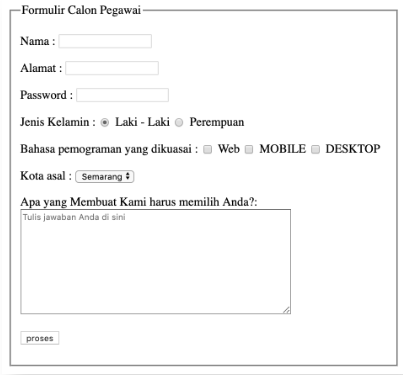 Formulir Calon Pegawai
Nama :
Alamat :
Password :
Jenis Kelamin : Laki - Laki Perempuan
Bahasa pemograman yang dikuasai : Web MOBILE DESKTOP
Kota asal : Semarang
Apa yang Membuat Kami harus memilih Anda?:
Tulis jawaban Anda di sini
proses